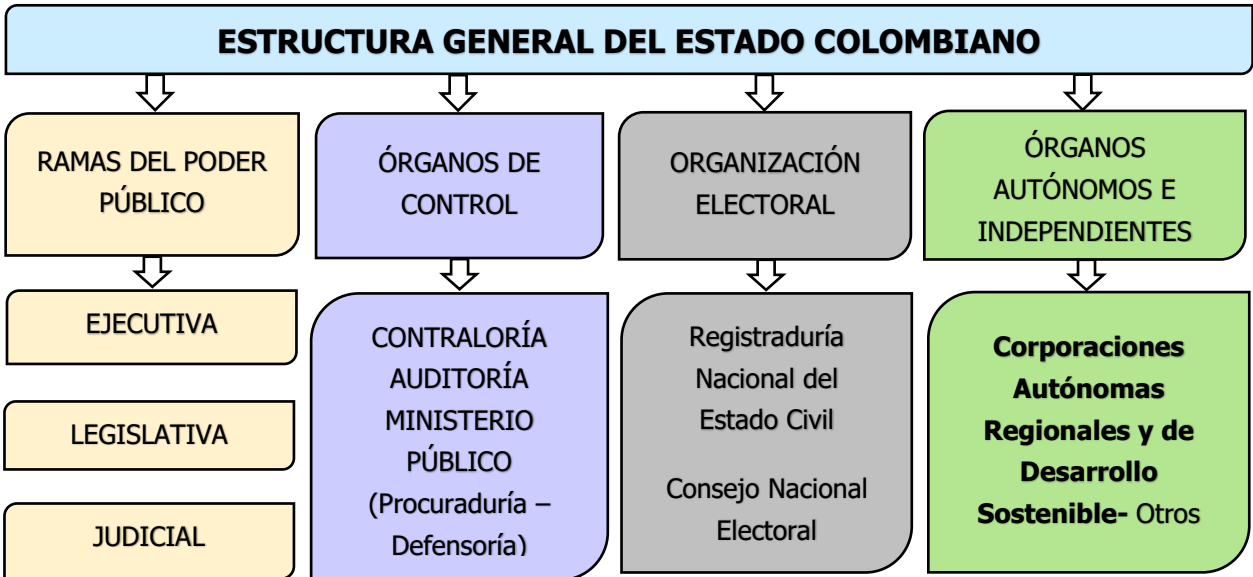 ESTRUCTURA GENERAL DEL ESTADO COLOMBIANO
RAMAS DEL PODER
PÚBLICO
ÓRGANOS DE
CONTROL
ORGANIZACIÓN
ELECTORAL
ÓRGANOS
AUTÓNOMOS E
INDEPENDIENTES
EJECUTIVA
LEGISLATIVA
JUDICIAL
CONTRALORÍA
AUDITORÍA
MINISTERIO
PÚBLICO
(Procuraduría –
Defensoría)
Registraduría
Nacional del
Estado Civil
Consejo Nacional
Electoral
Corporaciones
Autónomas
Regionales y de
Desarrollo
Sostenible- Otros